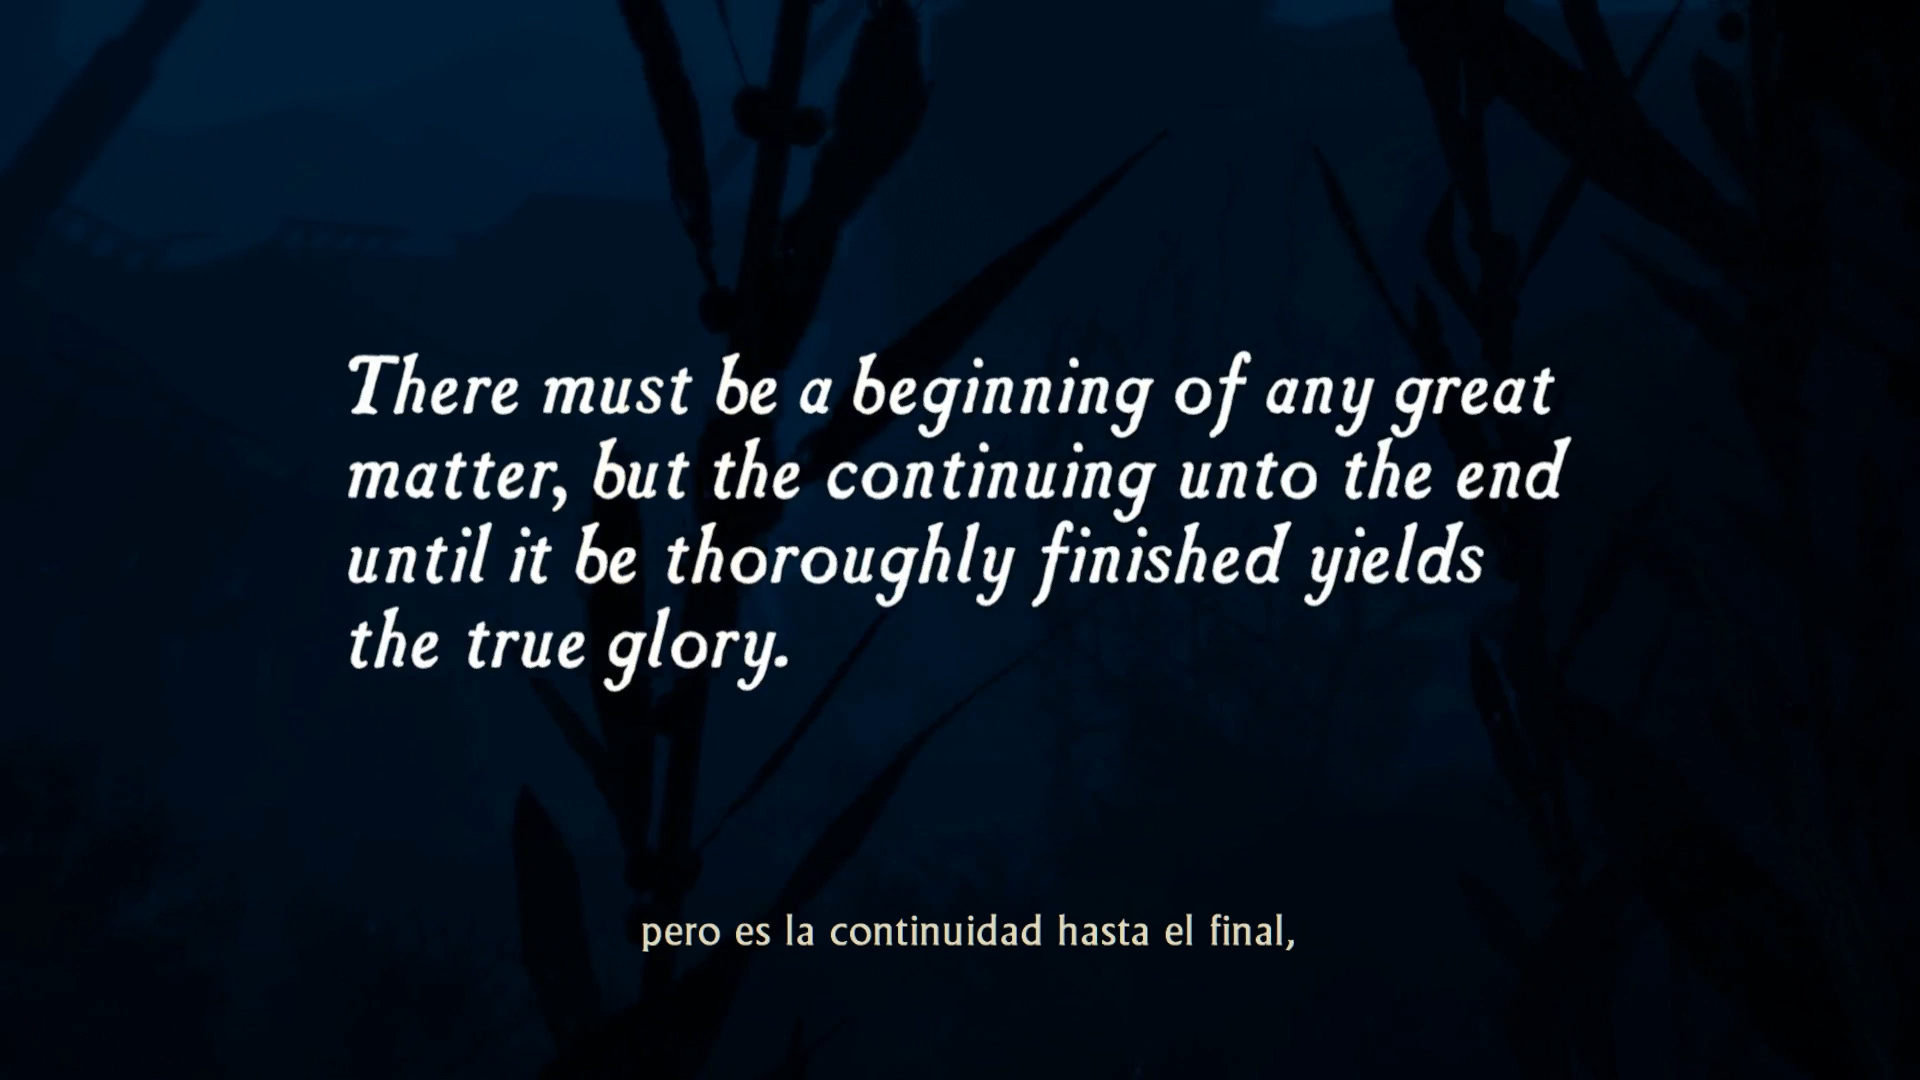 There must be a beginning of any great
matter, but the continuing unto the end
until it be thoroughly finished yields
the true glory.
pero es la continuidad hasta el final,